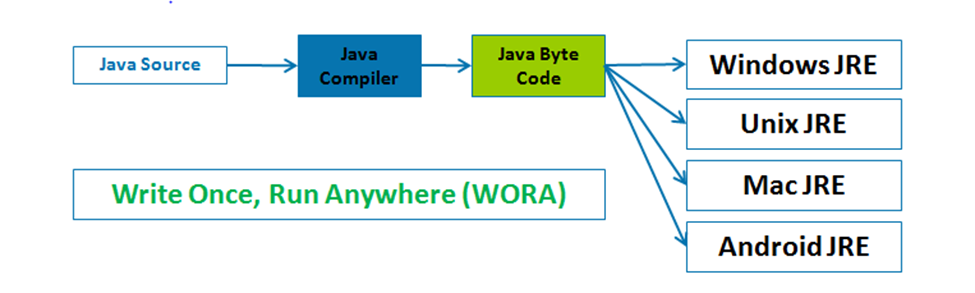 Java Source
Java
Compiler
Java Byte
Code
Windows JRE
Unix JRE
Mac JRE
Android JRE
Write Once, Run Anywhere (WORA)